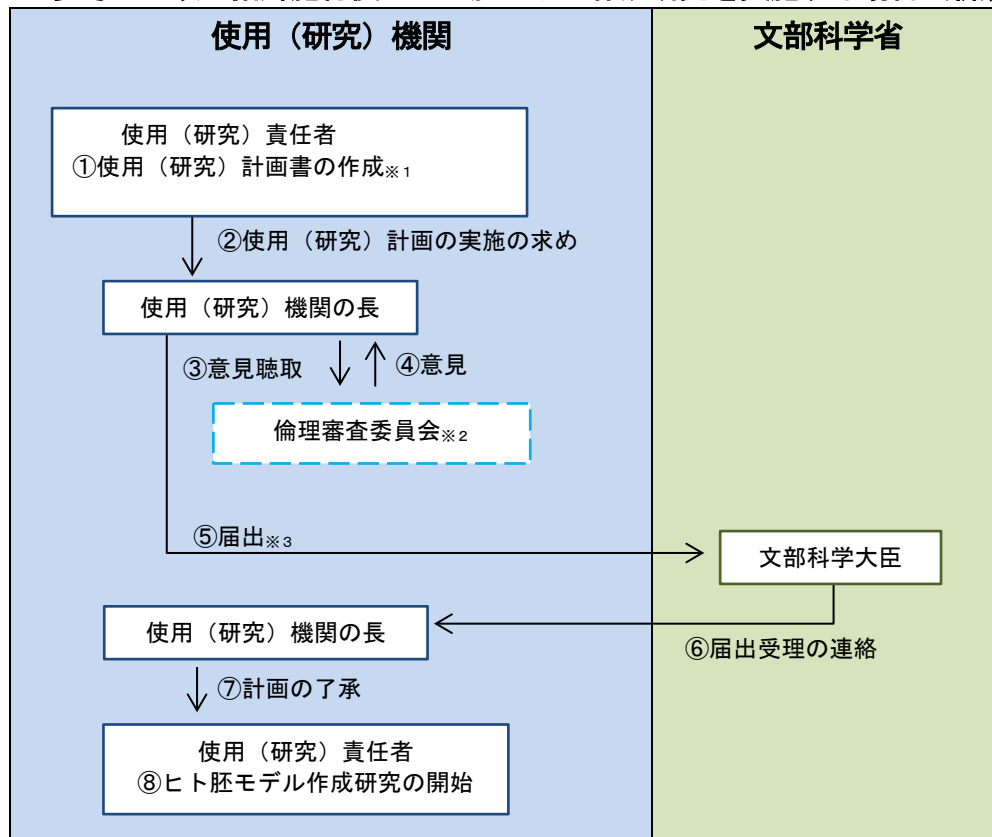 使用（研究）機関
文部科学省
使用（研究）責任者
①使用（研究）計画書の作成※1
②使用（研究）計画の実施の求め
使用（研究）機関の長
③意見聴取
④意見
倫理審査委員会※2
⑤届出※3
文部科学大臣
使用（研究）機関の長
⑥届出受理の連絡
⑦計画の了承
使用（研究）責任者
⑧ヒト胚モデル作成研究の開始